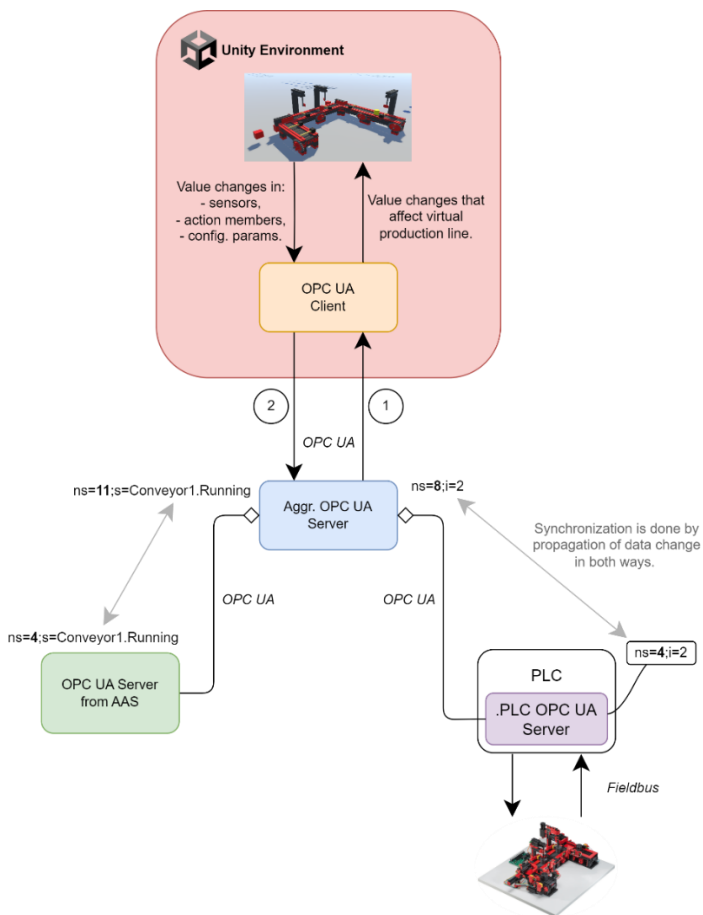 Unity Environment
Value changes in:
- sensors,
- action members,
- config. params.
Value changes that
affect virtual
production line.
OPC UA
Client
2
1
OPC UA
ns=11;s=Conveyor1.Running
ns=8;i=2
Aggr. OPC UA
Server
Synchronization is done by
propagation of data change
in both ways.
OPC UA
OPC UA
ns=4;s=Conveyor1.Running
ns=4;i=2
OPC UA Server
from AAS
PLC
.PLC OPC UA
Server
Fieldbus